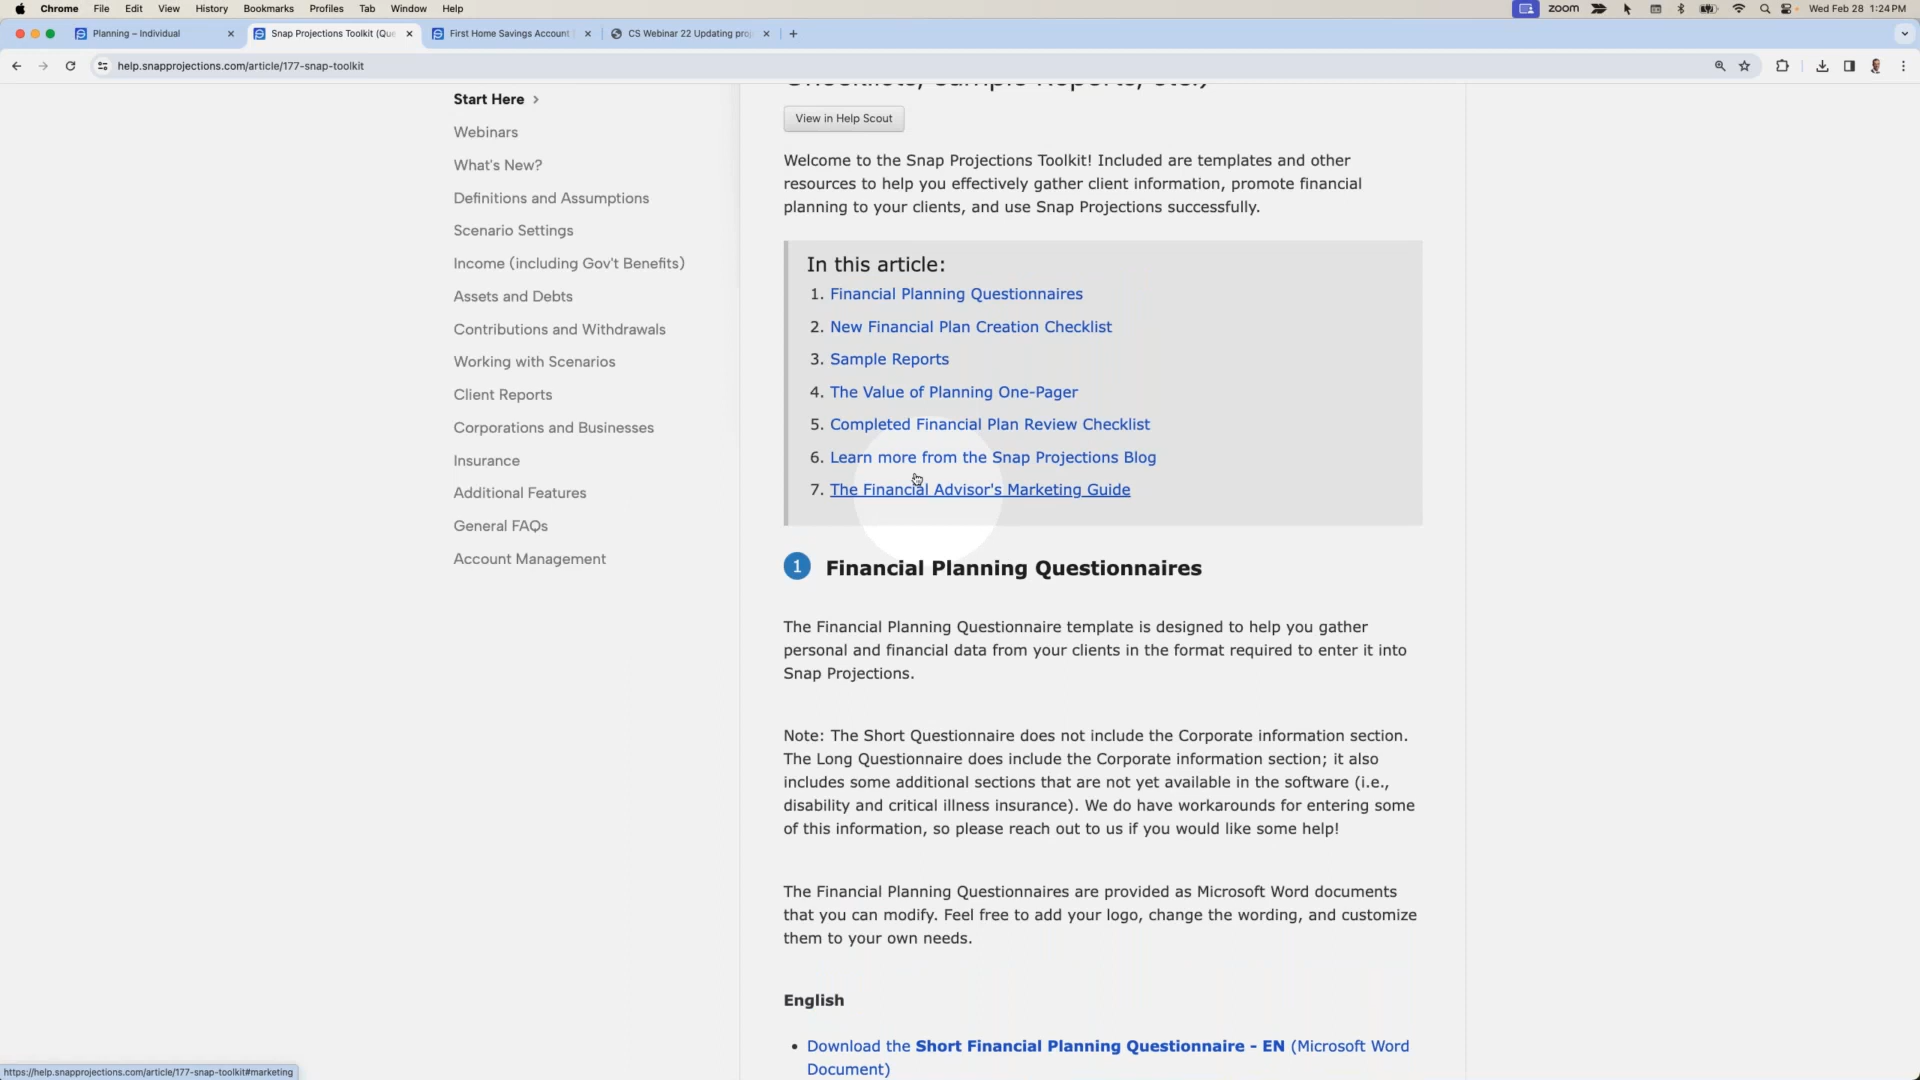 Chrome File Edit View History Bookmarks Profiles Tab Window Help zoom Wed Feb 28 1:24 PM
Planning – Individual
Snap Projections Toolkit (Que
First Home Savings Account
CS Webinar 22 Updating proj
help.snapprojections.com/article/177-snap-toolkit
Start Here
Webinars
What's New?
Definitions and Assumptions
Scenario Settings
Income (including Gov't Benefits)
Assets and Debts
Contributions and Withdrawals
Working with Scenarios
Client Reports
Corporations and Businesses
Insurance
Additional Features
General FAQs
Account Management
Checklists, Sample Reports, etc.)
View in Help Scout
Welcome to the Snap Projections Toolkit! Included are templates and other
resources to help you effectively gather client information, promote financial
planning to your clients, and use Snap Projections successfully.
In this article:
1. Financial Planning Questionnaires
2. New Financial Plan Creation Checklist
3. Sample Reports
4. The Value of Planning One-Pager
5. Completed Financial Plan Review Checklist
6. Learn more from the Snap Projections Blog
7. The Financial Advisor's Marketing Guide
1 Financial Planning Questionnaires
The Financial Planning Questionnaire template is designed to help you gather
personal and financial data from your clients in the format required to enter it into
Snap Projections.
Note: The Short Questionnaire does not include the Corporate information section.
The Long Questionnaire does include the Corporate information section; it also
includes some additional sections that are not yet available in the software (i.e.,
disability and critical illness insurance). We do have workarounds for entering some
of this information, so please reach out to us if you would like some help!
The Financial Planning Questionnaires are provided as Microsoft Word documents
that you can modify. Feel free to add your logo, change the wording, and customize
them to your own needs.
English
• Download the Short Financial Planning Questionnaire - EN (Microsoft Word
Document)
https://help.snapprojections.com/article/177-snap-toolkit#marketing